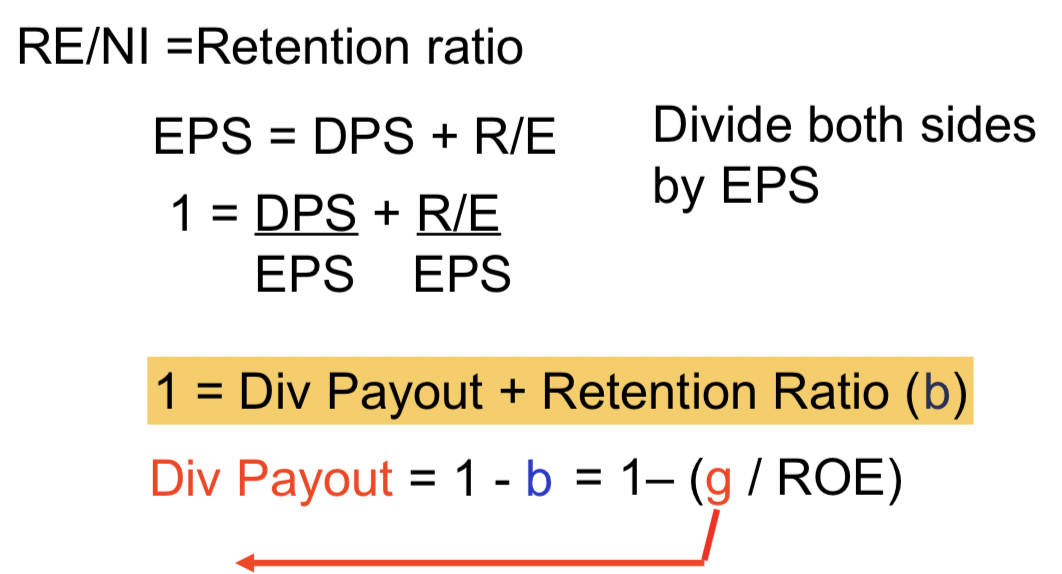 RE/NI =Retention ratio
EPS = DPS + R/E
Divide both sides
by EPS
1 = DPS + R/E
EPS EPS
1 = Div Payout + Retention Ratio (b)
Div Payout = 1 - b = 1– (g / ROE)